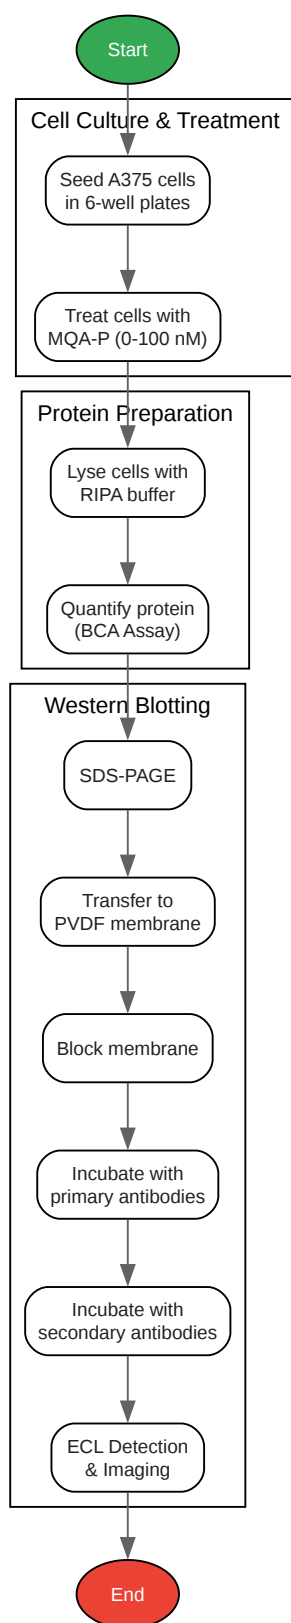 Start
Cell Culture & Treatment
Seed A375 cells
in 6-well plates
Treat cells with
MQA-P (0-100 nM)
Protein Preparation
Lyse cells with
RIPA buffer
Quantify protein
(BCA Assay)
Western Blotting
SDS-PAGE
Transfer to
PVDF membrane
Block membrane
Incubate with
primary antibodies
Incubate with
secondary antibodies
ECL Detection
& Imaging
End